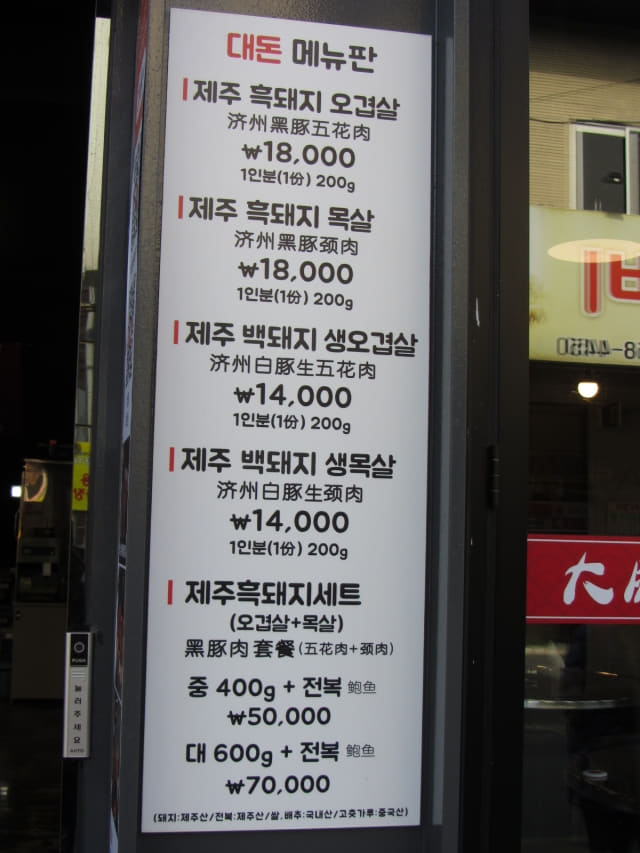 대돈 메뉴판
제주 흑돼지 오겹살
济州黑豚五花肉
₩18,000
1인분(1份) 200g
제주 흑돼지 목살
济州黑豚颈肉
₩18,000
1인분(1份) 200g
제주 백돼지 생오겹살
济州白豚生五花肉
₩14,000
1인분(1份) 200g
제주 백돼지 생목살
济州白豚生颈肉
₩14,000
1인분(1份) 200g
제주흑돼지세트
(오겹살+목살)
黑豚肉 套餐(五花肉+颈肉)
중 400g + 전복 鲍鱼
₩50,000
대 600g + 전복 鲍鱼
₩70,000
(돼지:제주산/전복:제주산/쌀,배추:국내산/고춧가루:중국산)
PUSH
눌러주세요
AUTO
大